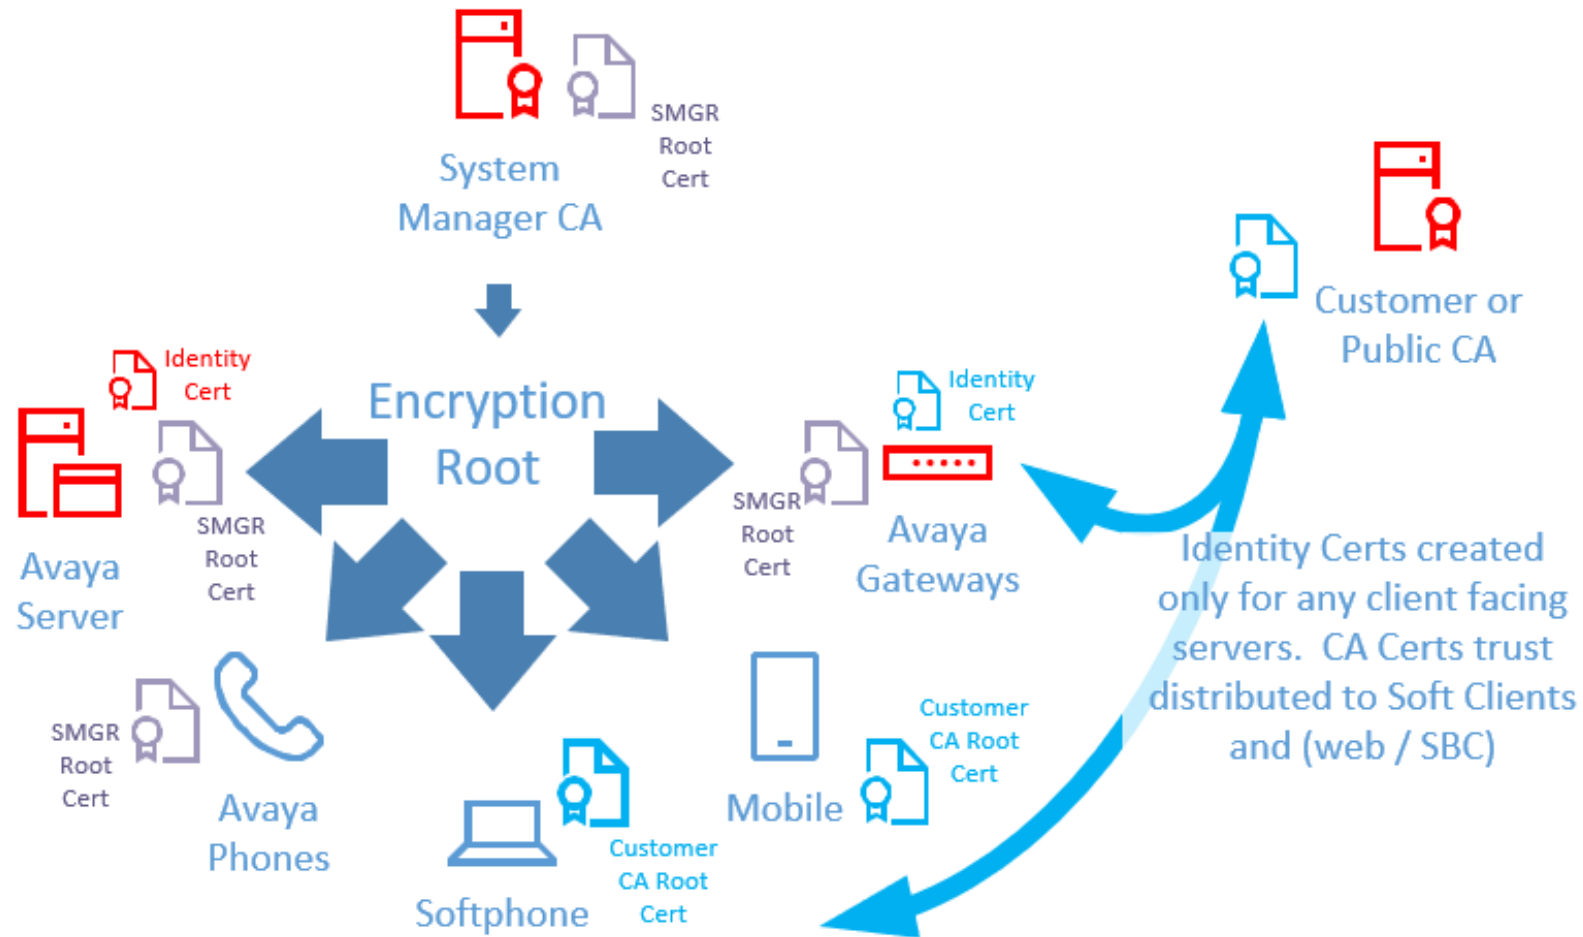 SMGR
Root
Cert
System
Manager CA
Customer or
Public CA
Identity
Cert
Encryption
Root
Identity
Cert
SMGR
Root
Cert
Avaya
Server
SMGR
Root
Cert
Avaya
Gateways
Identity Certs created
only for any client facing
servers.  CA Certs trust
distributed to Soft Clients
and (web / SBC)
SMGR
Root
Cert
Avaya
Phones
Customer
CA Root
Cert
Mobile
Customer
CA Root
Cert
Softphone